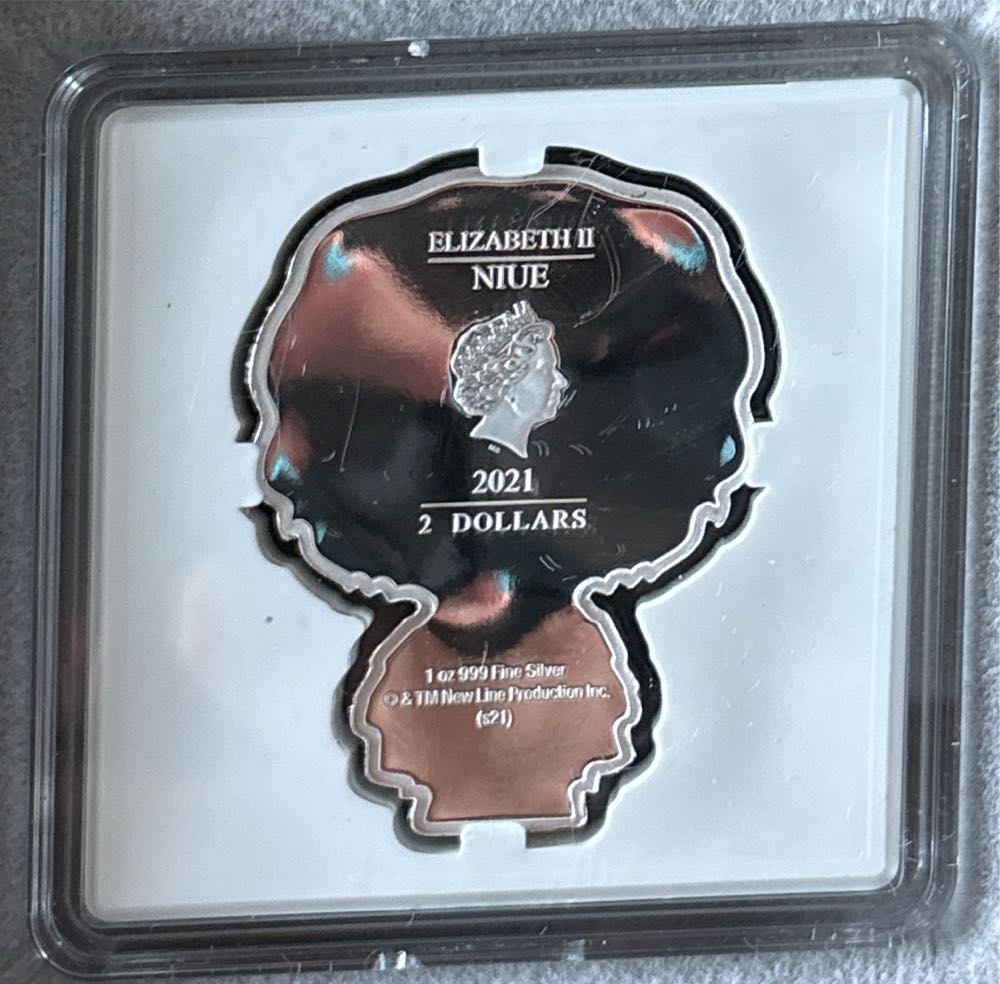 ELIZABETH II
NIUE
2021
2 DOLLARS
1 oz 999 Fine Silver
© & TM New Line Production Inc.
(s21)